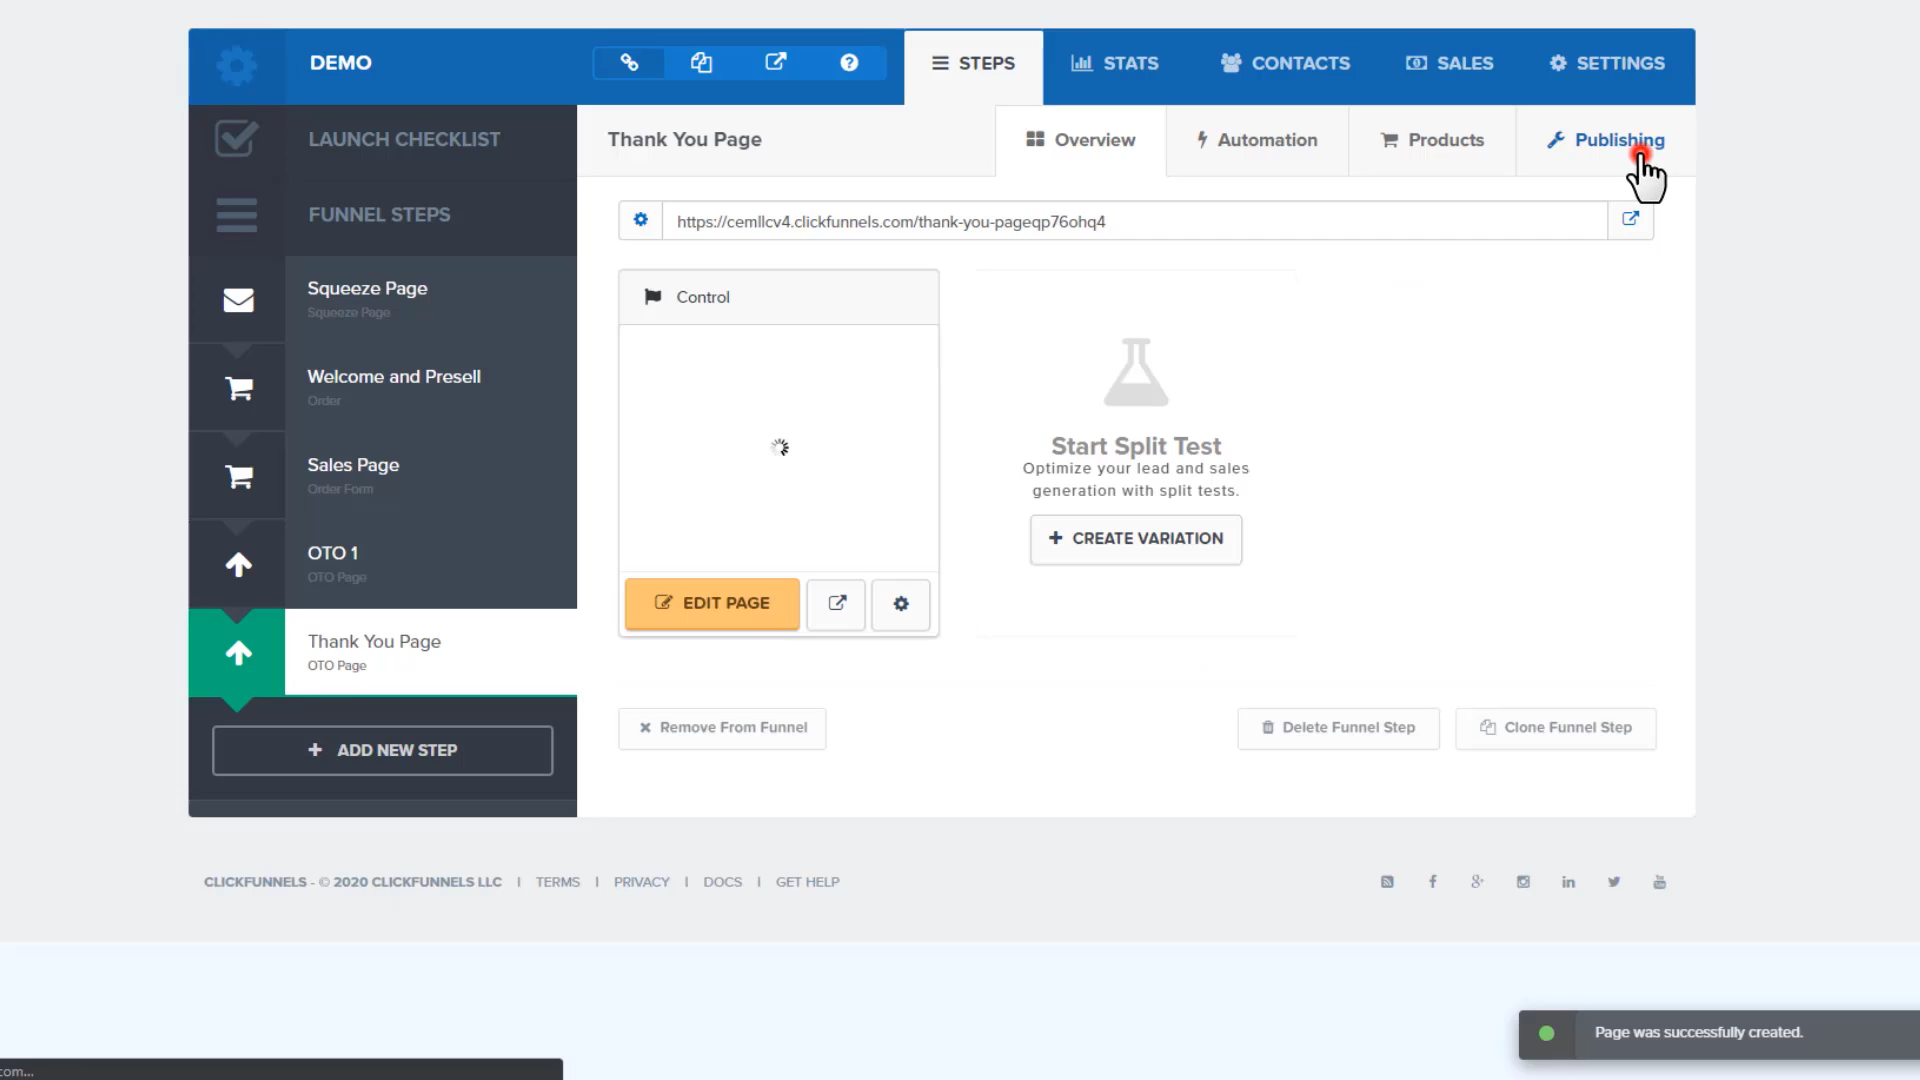 DEMO
STEPS
STATS
CONTACTS
SALES
SETTINGS
LAUNCH CHECKLIST
Thank You Page
Overview
Automation
Products
Publishing
FUNNEL STEPS
https://cemllcv4.clickfunnels.com/thank-you-pageqp76ohq4
Squeeze Page
Squeeze Page
Control
Welcome and Presell
Order
Sales Page
Order Form
Start Split Test
Optimize your lead and sales
generation with split tests.
+ CREATE VARIATION
OTO 1
OTO Page
EDIT PAGE
Thank You Page
OTO Page
+ ADD NEW STEP
Remove From Funnel
Delete Funnel Step
Clone Funnel Step
CLICKFUNNELS - © 2020 CLICKFUNNELS LLC | TERMS | PRIVACY | DOCS | GET HELP
Page was successfully created.
com...